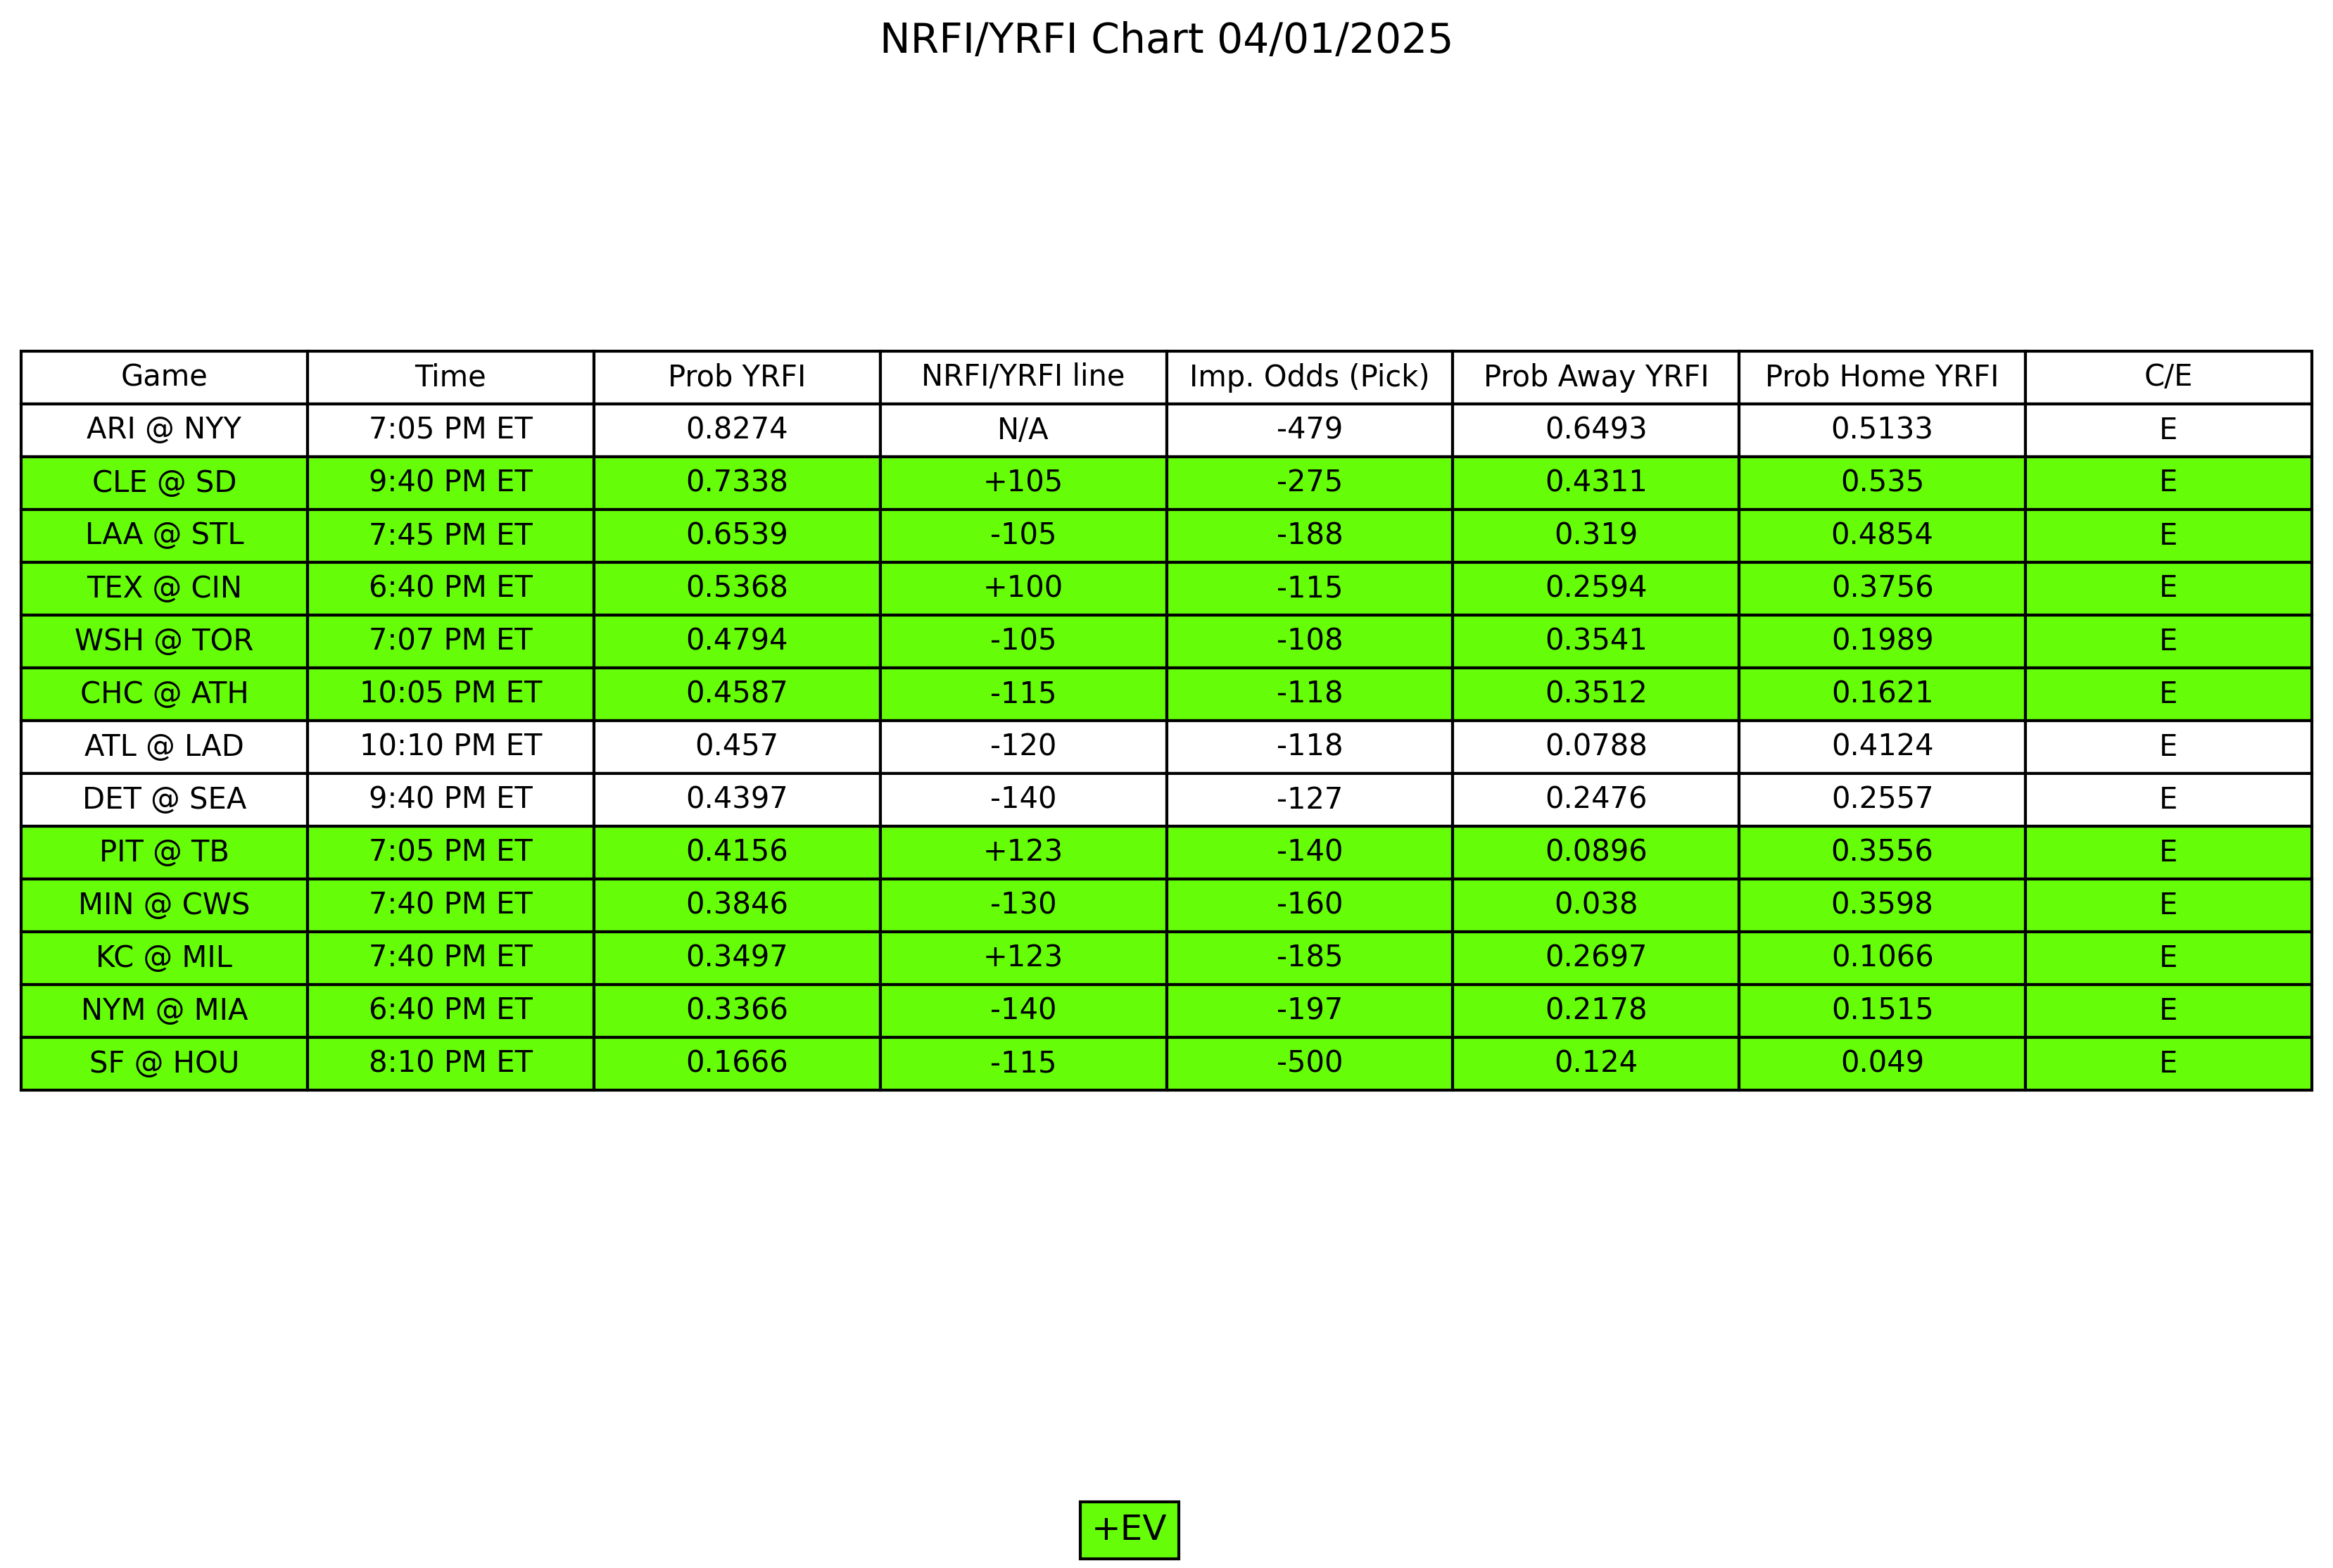 NRFI/YRFI Chart 04/01/2025
Game Time Prob YRFI NRFI/YRFI line Imp. Odds (Pick) Prob Away YRFI Prob Home YRFI C/E
ARI @ NYY 7:05 PM ET 0.8274 N/A -479 0.6493 0.5133 E
CLE @ SD 9:40 PM ET 0.7338 +105 -275 0.4311 0.535 E
LAA @ STL 7:45 PM ET 0.6539 -105 -188 0.319 0.4854 E
TEX @ CIN 6:40 PM ET 0.5368 +100 -115 0.2594 0.3756 E
WSH @ TOR 7:07 PM ET 0.4794 -105 -108 0.3541 0.1989 E
CHC @ ATH 10:05 PM ET 0.4587 -115 -118 0.3512 0.1621 E
ATL @ LAD 10:10 PM ET 0.457 -120 -118 0.0788 0.4124 E
DET @ SEA 9:40 PM ET 0.4397 -140 -127 0.2476 0.2557 E
PIT @ TB 7:05 PM ET 0.4156 +123 -140 0.0896 0.3556 E
MIN @ CWS 7:40 PM ET 0.3846 -130 -160 0.038 0.3598 E
KC @ MIL 7:40 PM ET 0.3497 +123 -185 0.2697 0.1066 E
NYM @ MIA 6:40 PM ET 0.3366 -140 -197 0.2178 0.1515 E
SF @ HOU 8:10 PM ET 0.1666 -115 -500 0.124 0.049 E
+EV